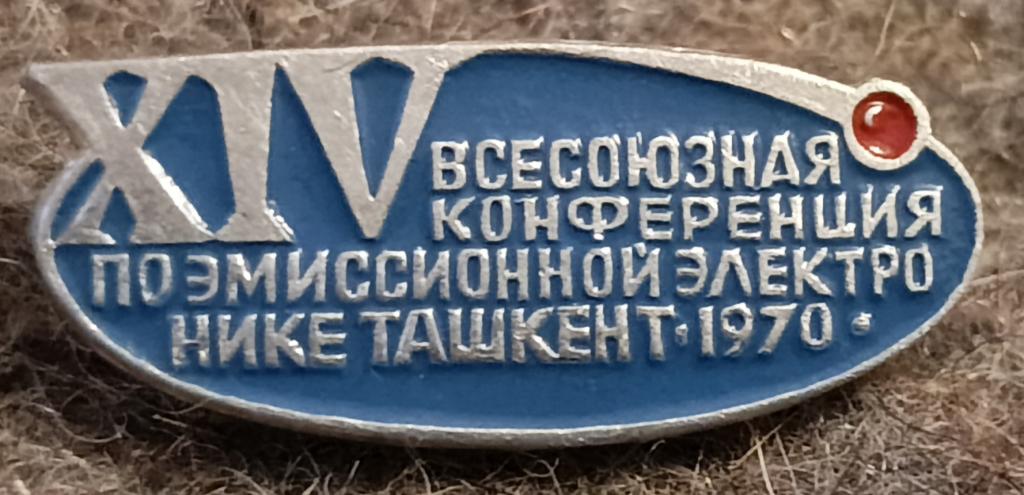 XIV
ВСЕСОЮЗНАЯ
КОНФЕРЕНЦИЯ
ПО ЭМИССИОННОЙ ЭЛЕКТРО
НИКЕ ТАШКЕНТ·1970·